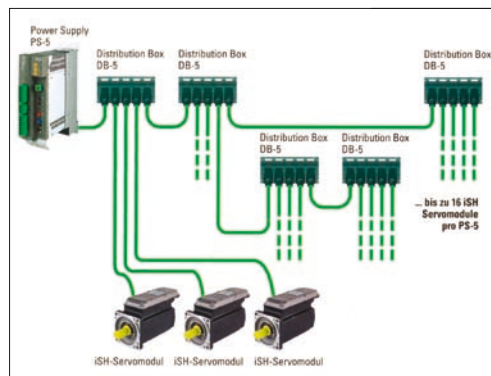 Power Supply
PS-5
Distribution Box
DB-5
Distribution Box
DB-5
Distribution Box
DB-5
Distribution Box
DB-5
Distribution Box
DB-5
... bis zu 16 iSH
Servomodule
pro PS-5
iSH-Servomodul
iSH-Servomodul
iSH-Servomodul